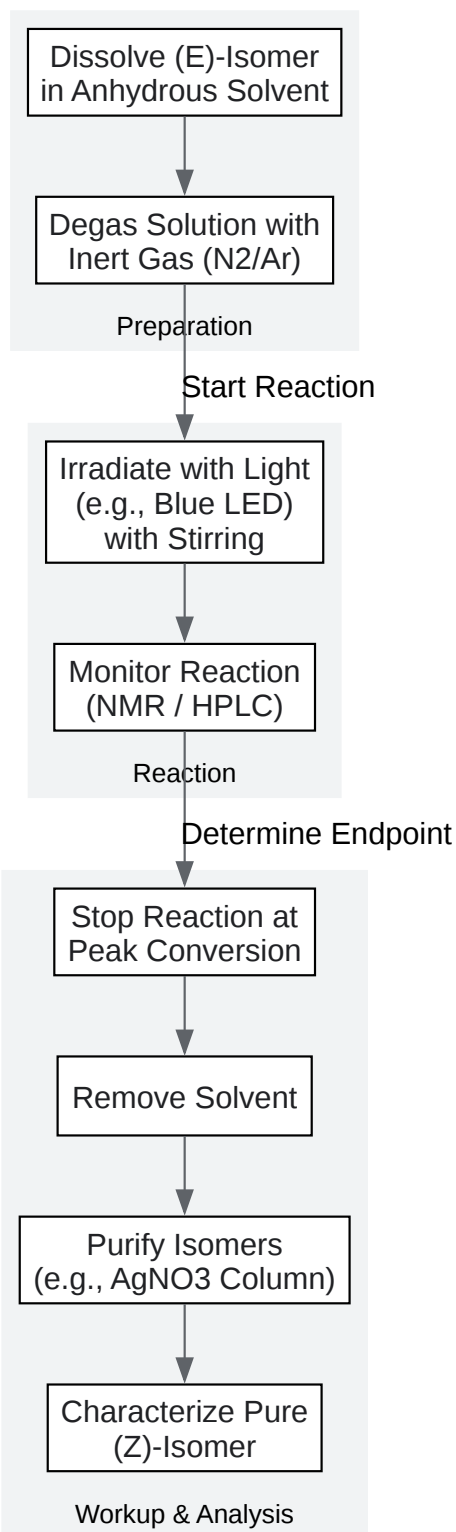 Dissolve (E)-Isomer
in Anhydrous Solvent
Degas Solution with
Inert Gas (N2/Ar)
Preparation
Start Reaction
Irradiate with Light
(e.g., Blue LED)
with Stirring
Monitor Reaction
(NMR / HPLC)
Reaction
Determine Endpoint
Stop Reaction at
Peak Conversion
Remove Solvent
Purify Isomers
(e.g., AgNO3 Column)
Characterize Pure
(Z)-Isomer
Workup & Analysis